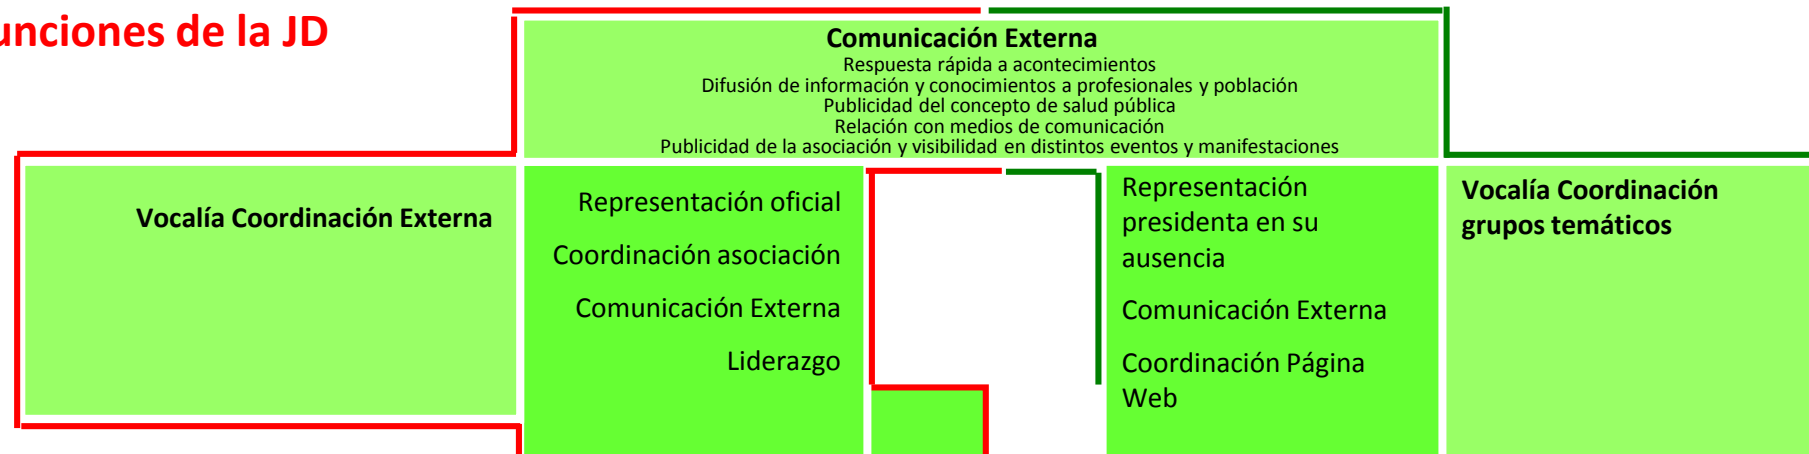 unciones de la JD
Comunicación Externa
Respuesta rápida a acontecimientos
Difusión de información y conocimientos a profesionales y población
Publicidad del concepto de salud pública
Relación con medios de comunicación
Publicidad de la asociación y visibilidad en distintos eventos y manifestaciones
Vocalía Coordinación Externa
Representación oficial
Coordinación asociación
Comunicación Externa
Liderazgo
Representación
presidenta en su
ausencia
Comunicación Externa
Coordinación Página
Web
Vocalía Coordinación
grupos temáticos